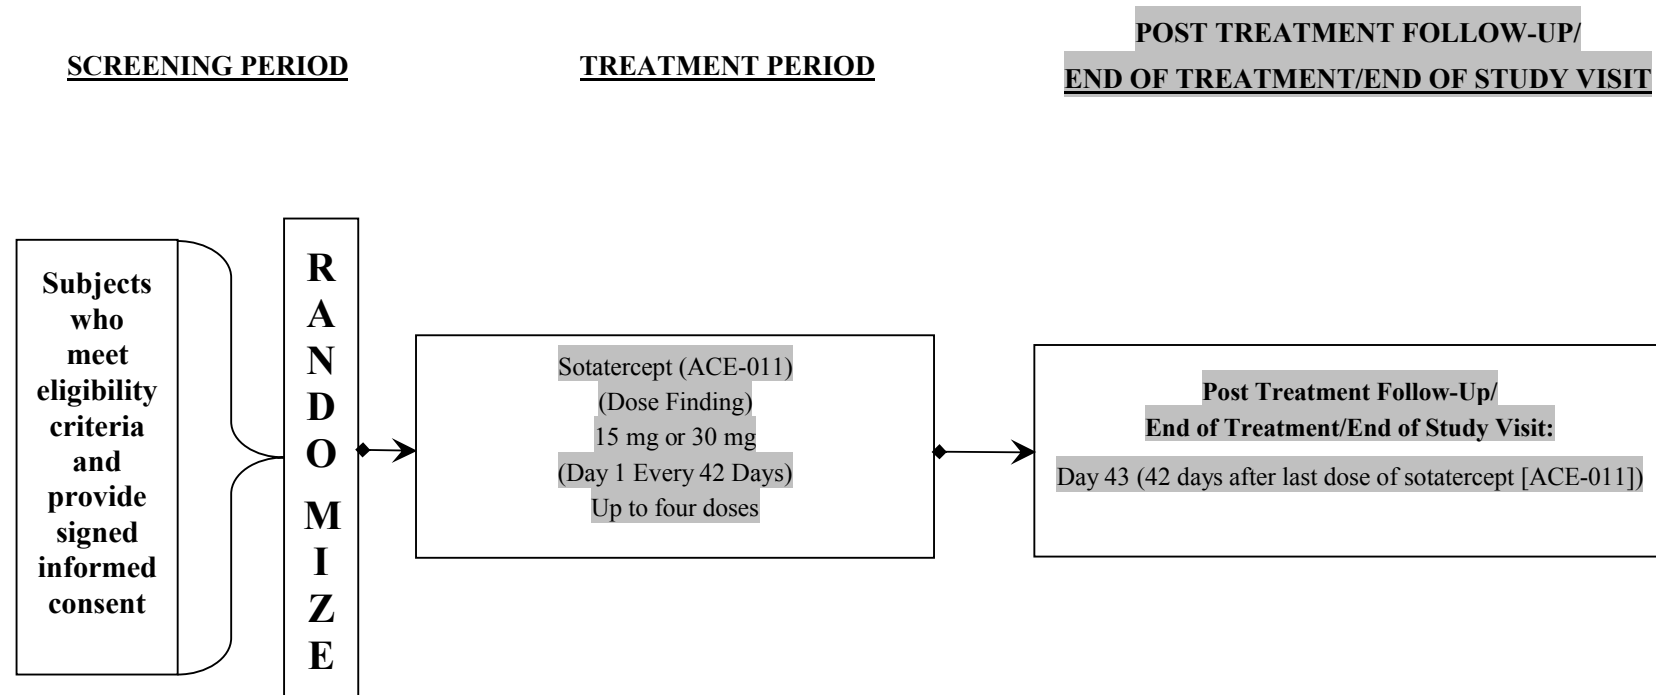 SCREENING PERIOD
TREATMENT PERIOD
POST TREATMENT FOLLOW-UP/
END OF TREATMENT/END OF STUDY VISIT
Subjects
who
meet
eligibility
criteria
and
provide
signed
informed
consent
R
A
N
D
O
M
I
Z
E
Sotatercept (ACE-011)
(Dose Finding)
15 mg or 30 mg
(Day 1 Every 42 Days)
Up to four doses
Post Treatment Follow-Up/
End of Treatment/End of Study Visit:
Day 43 (42 days after last dose of sotatercept [ACE-011])